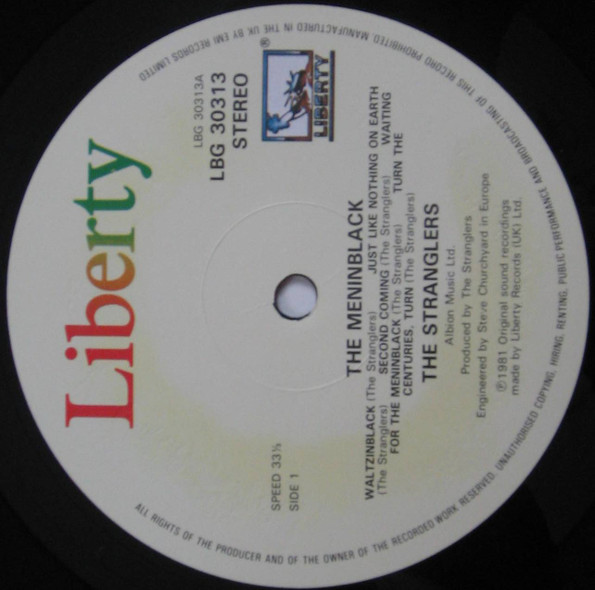 Liberty
LBG 30313A
LBG 30313
STEREO
®
LIBERTY
SPEED 33⅓
SIDE 1
THE MENINBLACK
WALTZINBLACK (The Stranglers) JUST LIKE NOTHING ON EARTH
(The Stranglers) SECOND COMING (The Stranglers) WAITING
FOR THE MENINBLACK (The Stranglers) TURN THE
CENTURIES, TURN (The Stranglers)
THE STRANGLERS
Albion Music Ltd.
Produced by The Stranglers
Engineered by Steve Churchyard in Europe
℗1981 Original sound recordings
made by Liberty Records (UK) Ltd.
ALL RIGHTS OF THE PRODUCER AND OF THE OWNER OF THE RECORDED WORK RESERVED. UNAUTHORISED COPYING, HIRING, RENTING, PUBLIC PERFORMANCE AND BROADCASTING OF THIS RECORD PROHIBITED. MANUFACTURED IN THE UK BY EMI RECORDS LIMITED